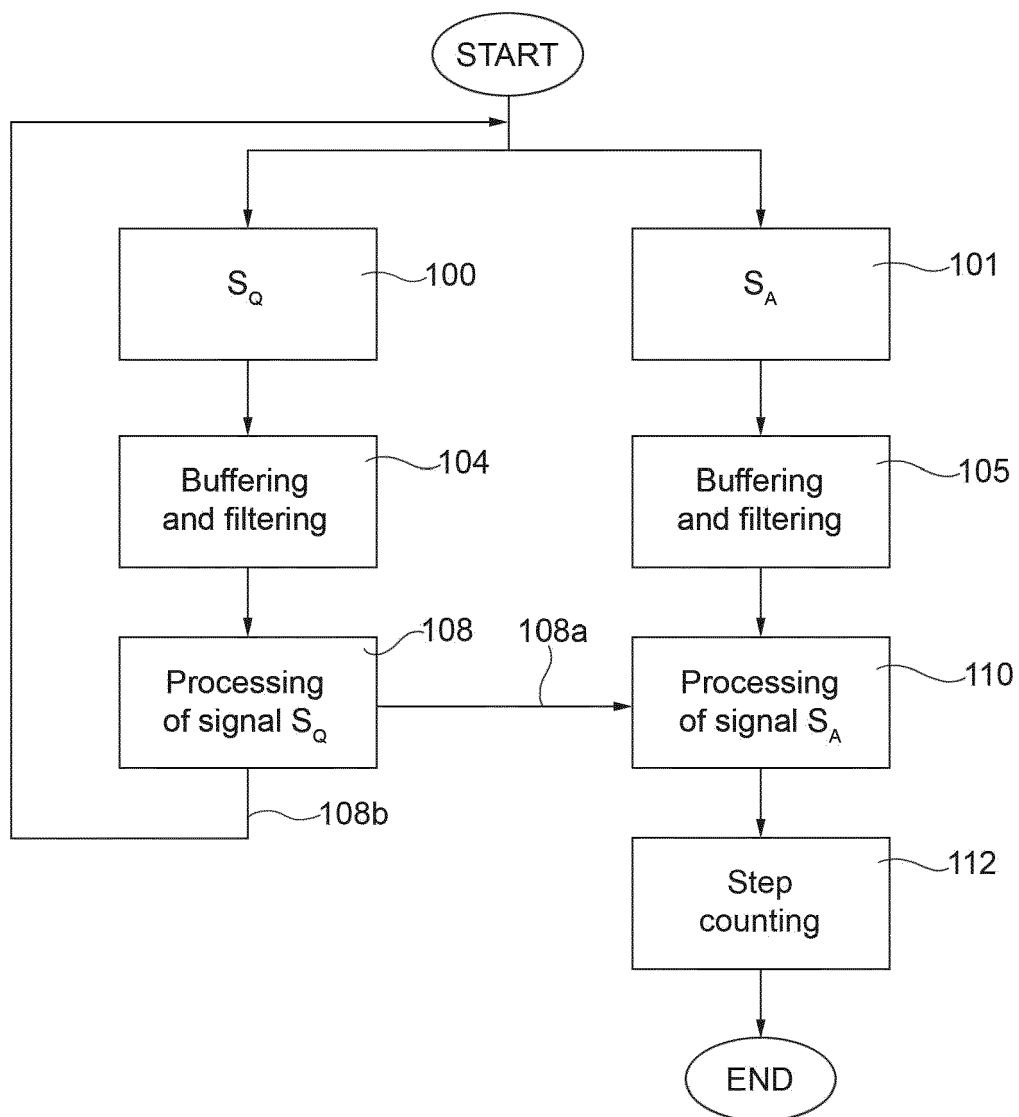 START
S_Q
100
S_A
101
Buffering
and filtering
104
Buffering
and filtering
105
Processing
of signal S_Q
108
108a
Processing
of signal S_A
110
108b
Step
counting
112
END